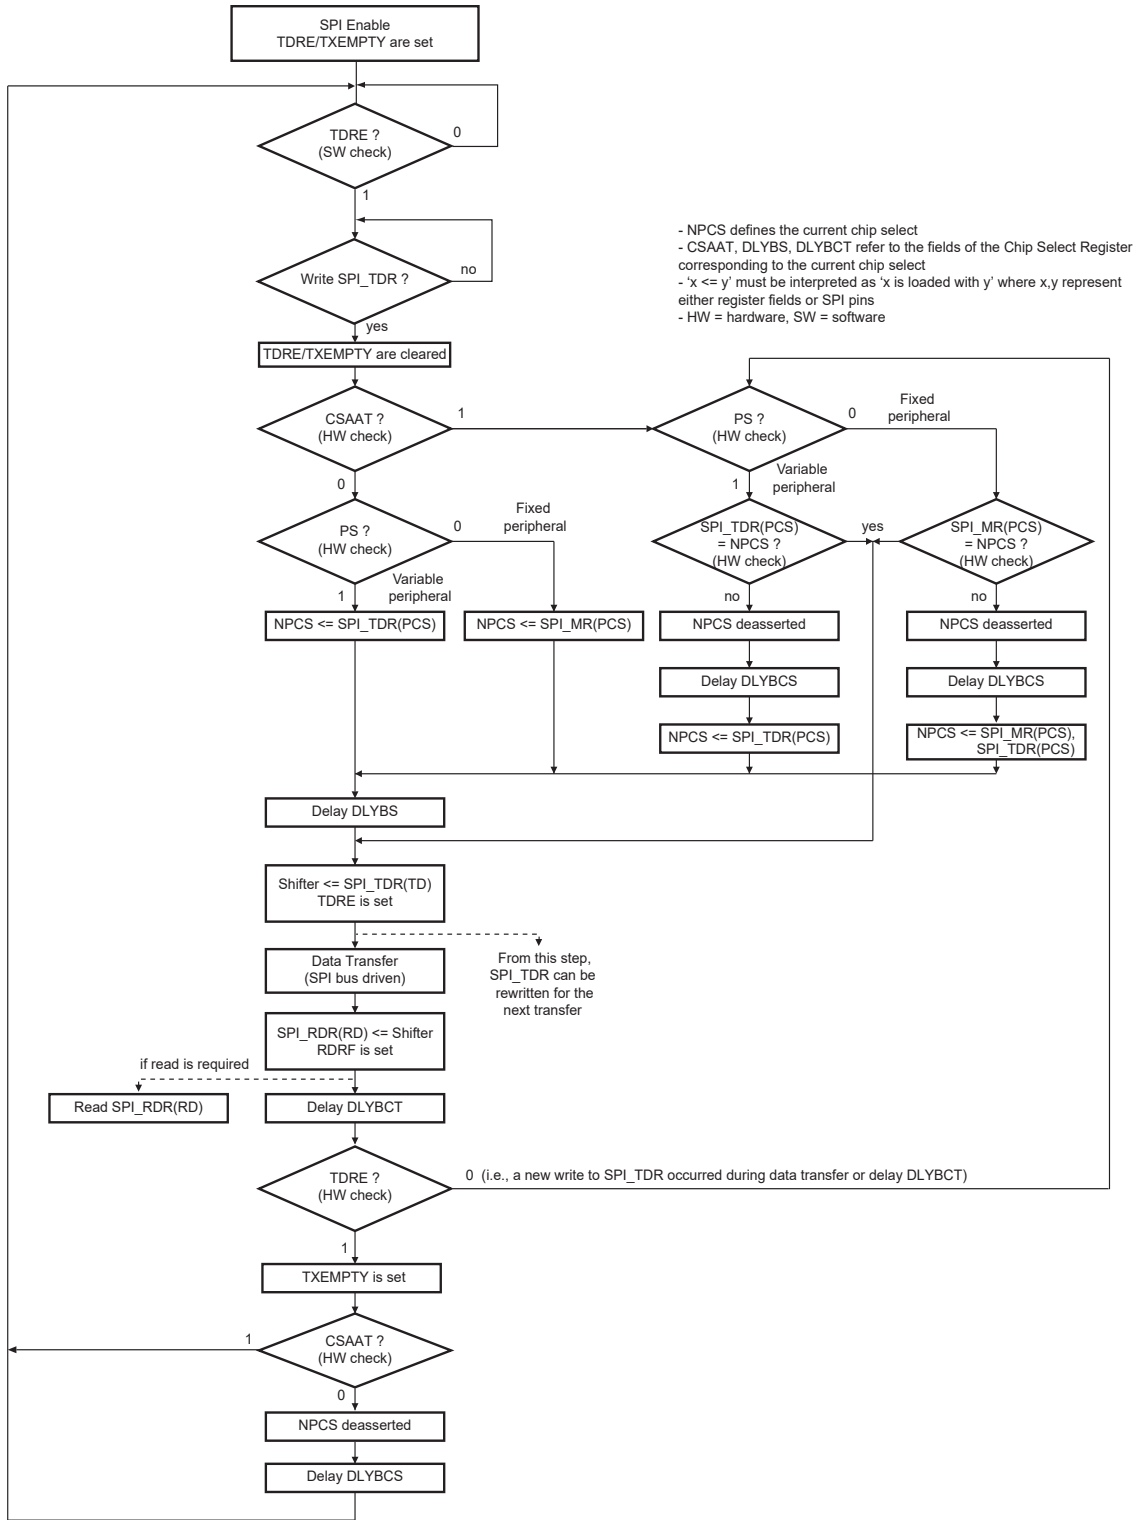 SPI Enable
TDRE/TXEMPTY are set
TDRE ?
(SW check)
0
1
Write SPI_TDR ?
no
yes
- NPCS defines the current chip select
- CSAAT, DLYBS, DLYBCT refer to the fields of the Chip Select Register
corresponding to the current chip select
- ‘x <= y’ must be interpreted as ‘x is loaded with y’ where x,y represent
either register fields or SPI pins
- HW = hardware, SW = software
TDRE/TXEMPTY are cleared
CSAAT ?
(HW check)
1
0
PS ?
(HW check)
0
Fixed
peripheral
1
Variable
peripheral
PS ?
(HW check)
0
Fixed
peripheral
1
Variable
peripheral
SPI_TDR(PCS)
= NPCS ?
(HW check)
yes
no
SPI_MR(PCS)
= NPCS ?
(HW check)
no
NPCS <= SPI_TDR(PCS)
NPCS <= SPI_MR(PCS)
NPCS deasserted
NPCS deasserted
Delay DLYBCS
Delay DLYBCS
NPCS <= SPI_TDR(PCS)
NPCS <= SPI_MR(PCS),
SPI_TDR(PCS)
Delay DLYBS
Shifter <= SPI_TDR(TD)
TDRE is set
Data Transfer
(SPI bus driven)
From this step,
SPI_TDR can be
rewritten for the
next transfer
SPI_RDR(RD) <= Shifter
RDRF is set
if read is required
Read SPI_RDR(RD)
Delay DLYBCT
TDRE ?
(HW check)
0 (i.e., a new write to SPI_TDR occurred during data transfer or delay DLYBCT)
1
TXEMPTY is set
CSAAT ?
(HW check)
1
0
NPCS deasserted
Delay DLYBCS